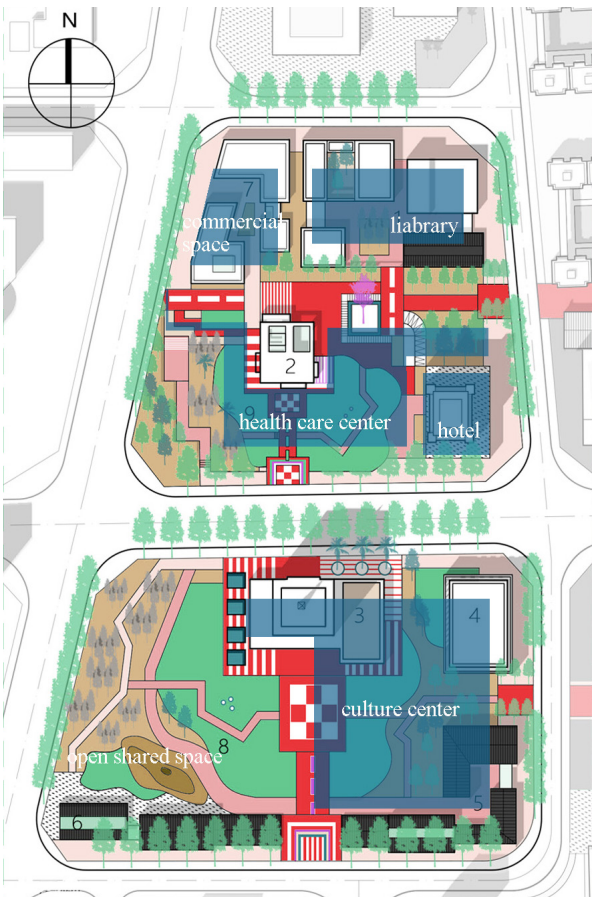 N
7
commercial
space
liabrary
2
9
health care center
hotel
3
4
culture center
8
open shared space
5
6